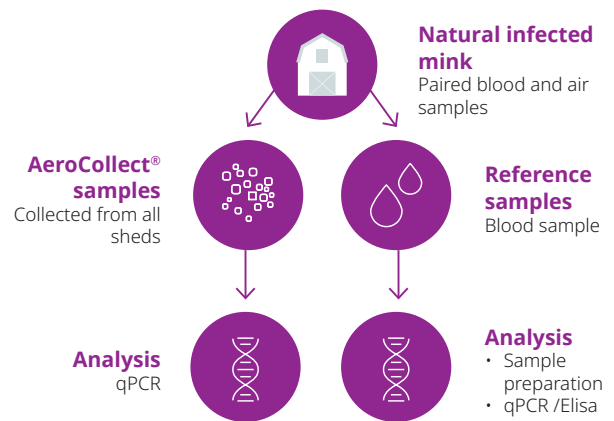 Natural infected
mink
Paired blood and air
samples
AeroCollect®
samples
Collected from all
sheds
Reference
samples
Blood sample
Analysis
qPCR
Analysis
• Sample
preparation
• qPCR /Elisa